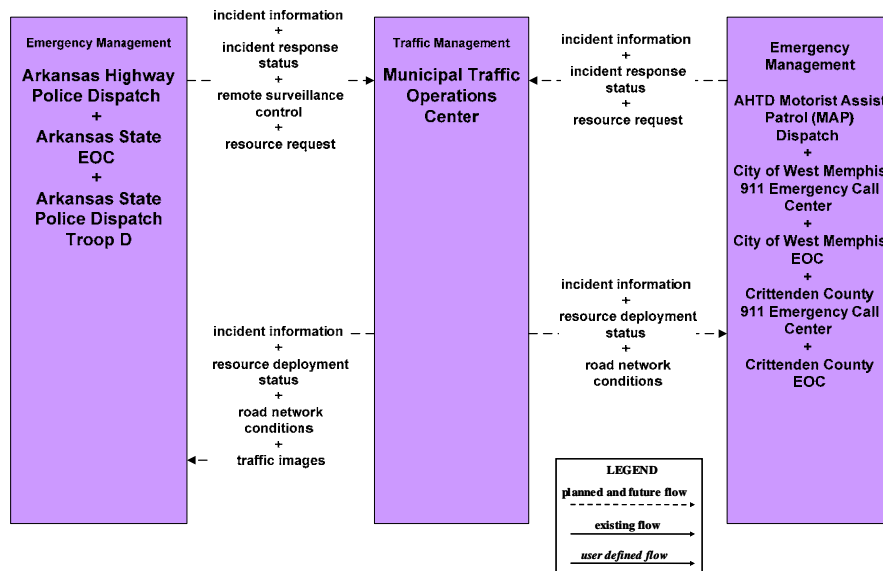 Emergency Management
Arkansas Highway
Police Dispatch
+
Arkansas State
EOC
+
Arkansas State
Police Dispatch
Troop D
incident information
+
incident response
status
+
remote surveillance
control
+
resource request
incident information
+
resource deployment
status
+
road network
conditions
+
traffic images
Traffic Management
Municipal Traffic
Operations
Center
incident information
+
incident response
status
+
resource request
incident information
+
resource deployment
status
+
road network
conditions
Emergency
Management
AHTD Motorist Assist
Patrol (MAP)
Dispatch
+
City of West Memphis
911 Emergency Call
Center
+
City of West Memphis
EOC
+
Crittenden County
911 Emergency Call
Center
+
Crittenden County
EOC
LEGEND
planned and future flow
existing flow
user defined flow